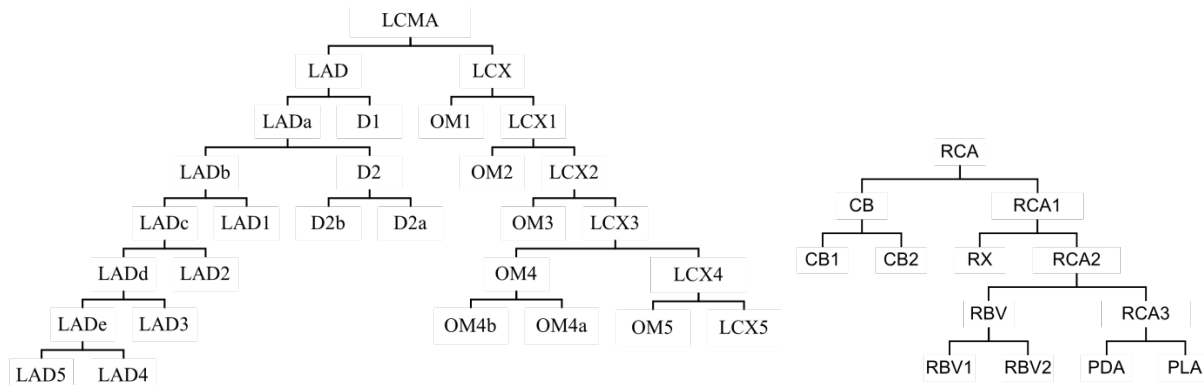 LCMA
LAD LCX
LADa D1 OM1 LCX1
LADb D2 OM2 LCX2
LADc LAD1 D2b D2a OM3 LCX3
LADd LAD2 OM4 LCX4
LADe LAD3 OM4b OM4a OM5 LCX5
LAD5 LAD4
RCA
CB RCA1
CB1 CB2 RX RCA2
RBV RCA3
RBV1 RBV2 PDA PLA